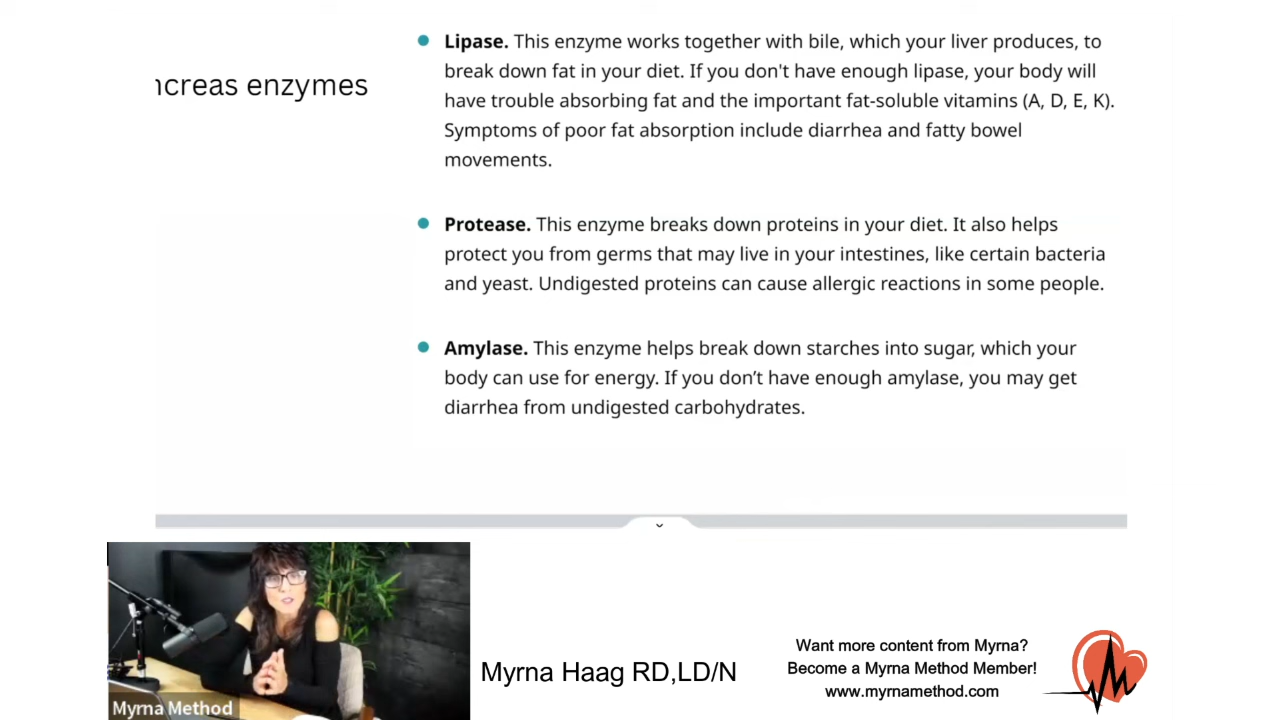 ncreas enzymes
Lipase. This enzyme works together with bile, which your liver produces, to
break down fat in your diet. If you don't have enough lipase, your body will
have trouble absorbing fat and the important fat-soluble vitamins (A, D, E, K).
Symptoms of poor fat absorption include diarrhea and fatty bowel
movements.
Protease. This enzyme breaks down proteins in your diet. It also helps
protect you from germs that may live in your intestines, like certain bacteria
and yeast. Undigested proteins can cause allergic reactions in some people.
Amylase. This enzyme helps break down starches into sugar, which your
body can use for energy. If you don’t have enough amylase, you may get
diarrhea from undigested carbohydrates.
Myrna Method
Myrna Haag RD,LD/N
Want more content from Myrna?
Become a Myrna Method Member!
www.myrnamethod.com